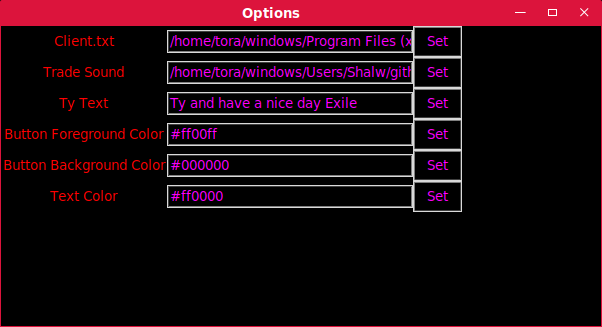 Options
Client.txt /home/tora/windows/Program Files (x Set
Trade Sound /home/tora/windows/Users/Shalw/gith Set
Ty Text Ty and have a nice day Exile Set
Button Foreground Color #ff00ff Set
Button Background Color #000000 Set
Text Color #ff0000 Set